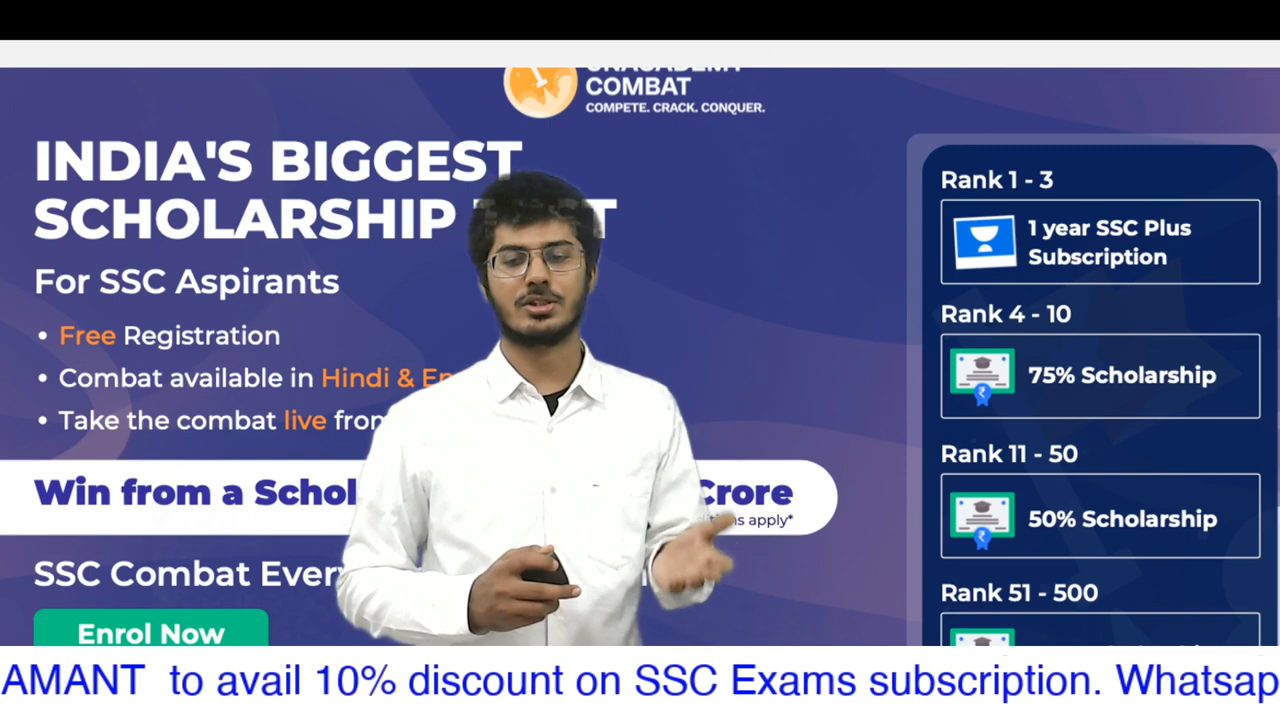 COMBAT
COMPETE. CRACK. CONQUER.
INDIA'S BIGGEST
SCHOLARSHIP
For SSC Aspirants
• Free Registration
• Combat available in Hindi &
• Take the combat live
Win from a
Crore
apply*
SSC Combat
Enrol Now
Rank 1 - 3
1 year SSC Plus
Subscription
Rank 4 - 10
75% Scholarship
Rank 11 - 50
50% Scholarship
Rank 51 - 500
AMANT to avail 10% discount on SSC Exams subscription. Whatsap